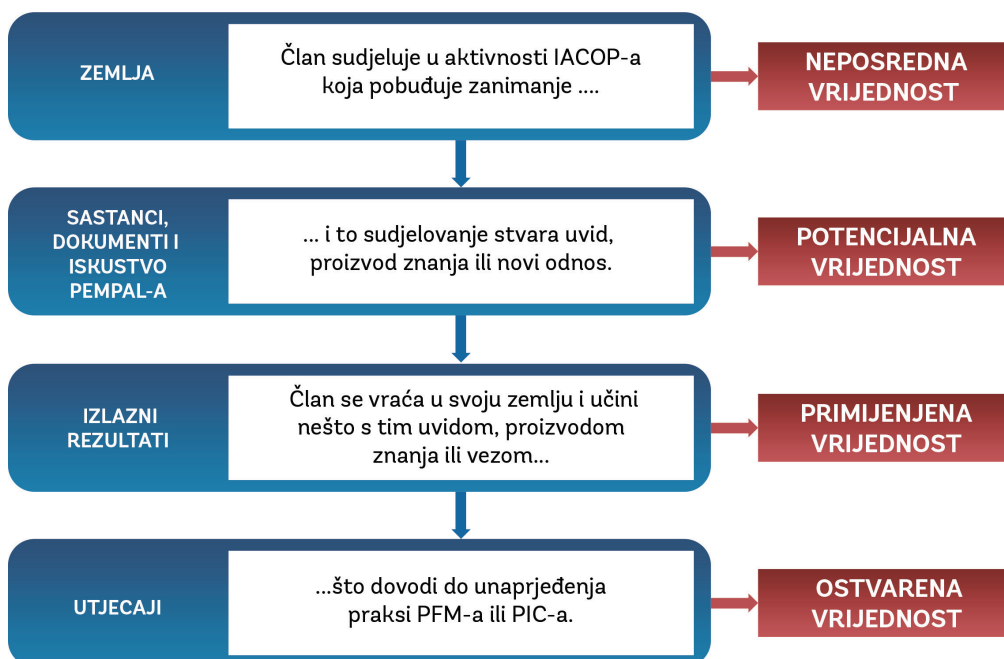 ZEMLJA
Član sudjeluje u aktivnosti IACOP-a
koja pobuđuje zanimanje ....
NEPOSREDNA
VRIJEDNOST
SASTANCI,
DOKUMENTI I
ISKUSTVO
PEMPAL-A
... i to sudjelovanje stvara uvid,
proizvod znanja ili novi odnos.
POTENCIJALNA
VRIJEDNOST
IZLAZNI
REZULTATI
Član se vraća u svoju zemlju i učini
nešto s tim uvidom, proizvodom
znanja ili vezom...
PRIMIJENJENA
VRIJEDNOST
UTJECAJI
...što dovodi do unaprjeđenja
praksi PFM-a ili PIC-a.
OSTVARENA
VRIJEDNOST